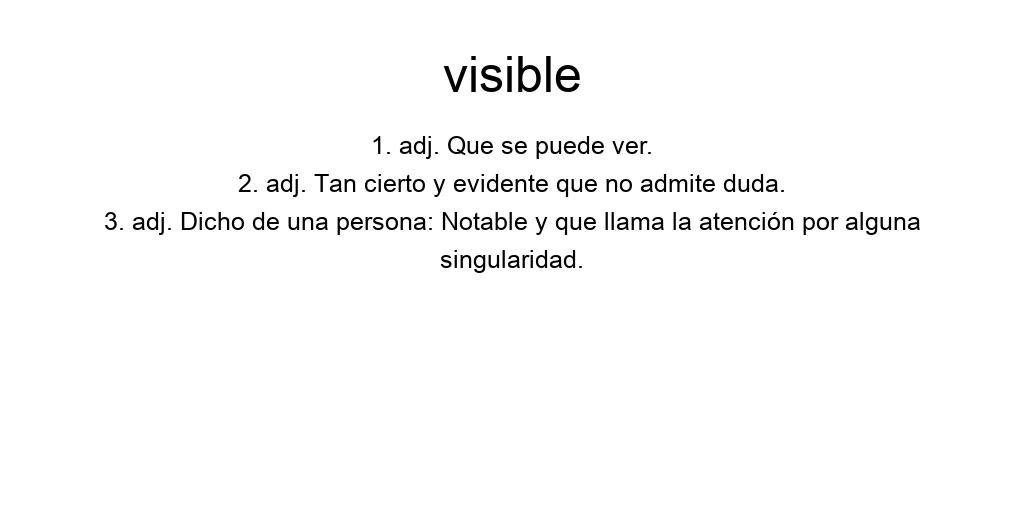 visible
1. adj. Que se puede ver.
2. adj. Tan cierto y evidente que no admite duda.
3. adj. Dicho de una persona: Notable y que llama la atención por alguna
singularidad.